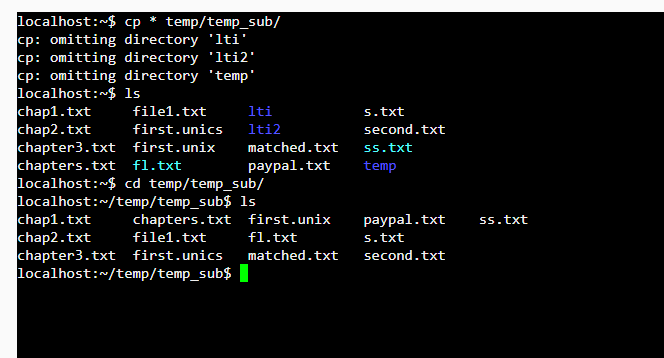 localhost:~$ cp * temp/temp_sub/
cp: omitting directory 'lti'
cp: omitting directory 'lti2'
cp: omitting directory 'temp'
localhost:~$ ls
chap1.txt     file1.txt     lti           s.txt
chap2.txt     first.unics   lti2          second.txt
chapter3.txt  first.unix    matched.txt   ss.txt
chapters.txt  fl.txt        paypal.txt    temp
localhost:~$ cd temp/temp_sub/
localhost:~/temp/temp_sub$ ls
chap1.txt     chapters.txt  first.unix    paypal.txt    ss.txt
chap2.txt     file1.txt     fl.txt        s.txt
chapter3.txt  first.unics   matched.txt   second.txt
localhost:~/temp/temp_sub$